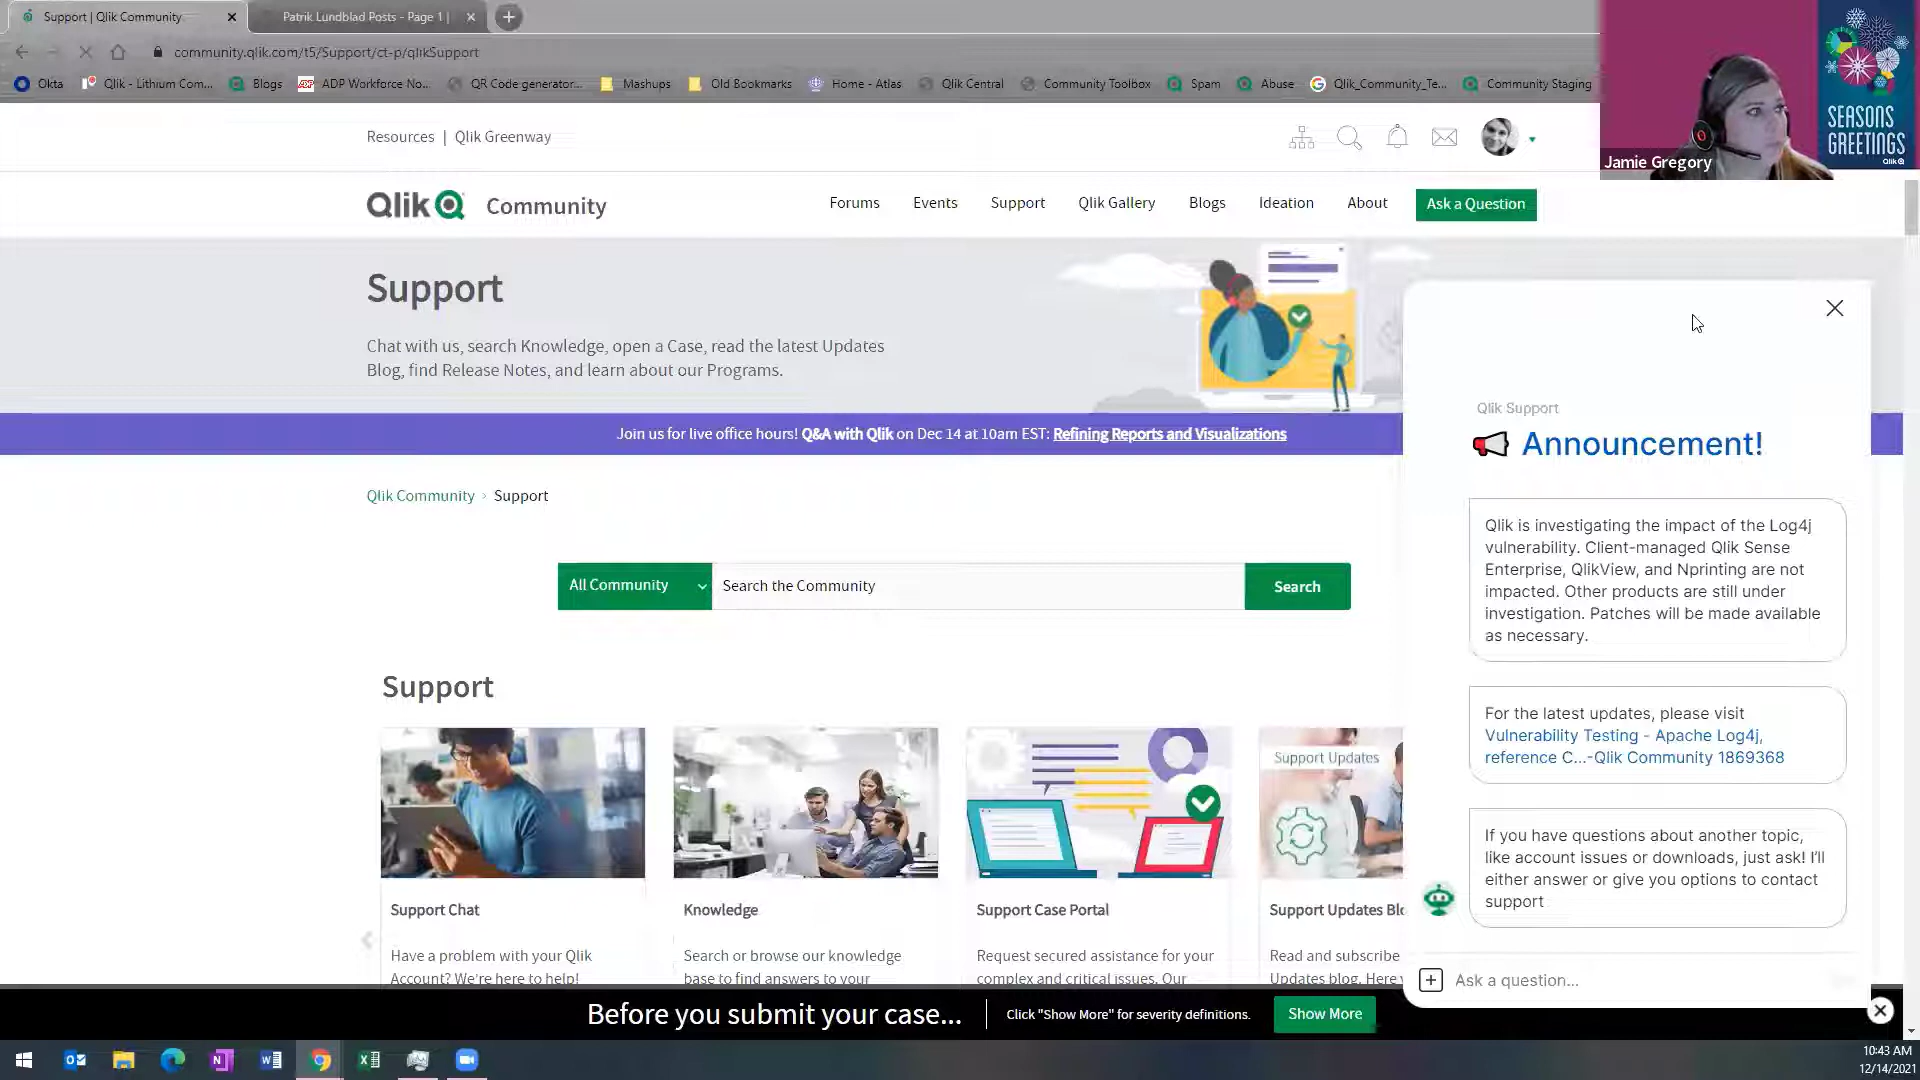 Support | Qlik Community
Patrik Lundblad Posts - Page 1 |
community.qlik.com/t5/Support/ct-p/qlikSupport
Okta
Qlik - Lithium Com...
Blogs
ADP Workforce No...
QR Code generator...
Mashups
Old Bookmarks
Home - Atlas
Qlik Central
Community Toolbox
Spam
Abuse
Qlik_Community_Te...
Community Staging
SEASONS
GREETINGS
Qlik
Jamie Gregory
Resources | Qlik Greenway
Qlik Community
Forums
Events
Support
Qlik Gallery
Blogs
Ideation
About
Ask a Question
Support
Chat with us, search Knowledge, open a Case, read the latest Updates
Blog, find Release Notes, and learn about our Programs.
Join us for live office hours! Q&A with Qlik on Dec 14 at 10am EST: Refining Reports and Visualizations
Qlik Community › Support
All Community
Search the Community
Search
Support
Support Updates
Support Chat
Have a problem with your Qlik
Account? We're here to help!
Knowledge
Search or browse our knowledge
base to find answers to your
Support Case Portal
Request secured assistance for your
complex and critical issues. Our
Support Updates Blo
Read and subscribe
Updates blog. Here
Qlik Support
Announcement!
Qlik is investigating the impact of the Log4j
vulnerability. Client-managed Qlik Sense
Enterprise, QlikView, and Nprinting are not
impacted. Other products are still under
investigation. Patches will be made available
as necessary.
For the latest updates, please visit
Vulnerability Testing - Apache Log4j,
reference C...-Qlik Community 1869368
If you have questions about another topic,
like account issues or downloads, just ask! I'll
either answer or give you options to contact
support
Ask a question...
Before you submit your case...
Click "Show More" for severity definitions.
Show More
10:43 AM
12/14/2021